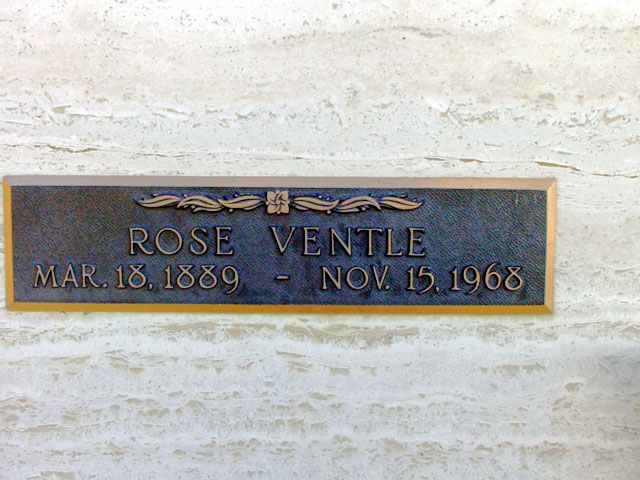 ROSE VENTLE
MAR. 18, 1889 - NOV. 15, 1968